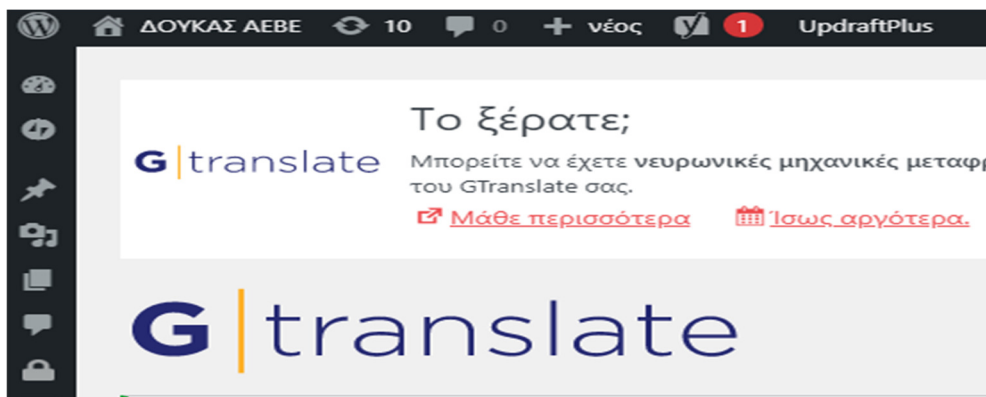 ΔΟΥΚΑΣ ΑΕΒΕ 10 0 + νέος 1 UpdraftPlus
Το ξέρατε;
G|translate
Μπορείτε να έχετε νευρωνικές μηχανικές μεταφρ
του GTranslate σας.
Μάθε περισσότερα Ίσως αργότερα.
G|translate